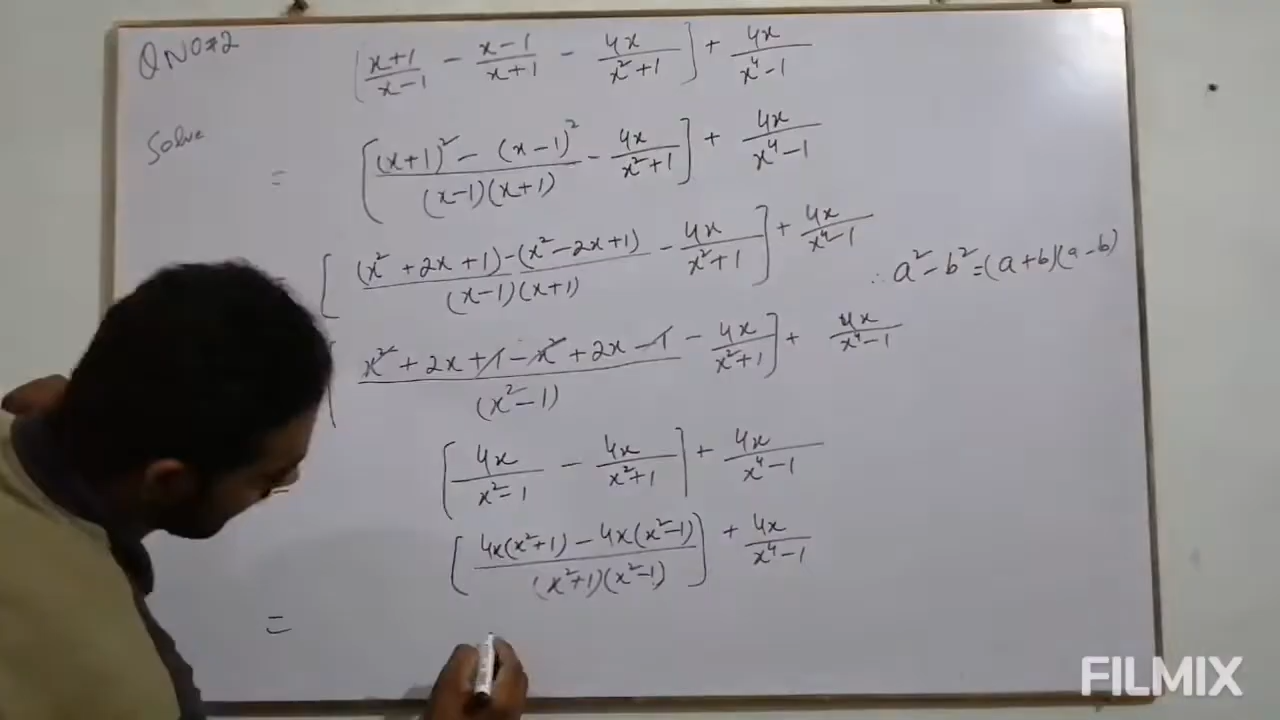 QNO#2
[x+1/x-1 - x-1/x+1 - 4x/x²+1] + 4x/x⁴-1
Solve
= [(x+1)² - (x-1)²/(x-1)(x+1) - 4x/x²+1] + 4x/x⁴-1
= [(x²+2x+1)-(x²-2x+1)/(x-1)(x+1) - 4x/x²+1] + 4x/x⁴-1
∴ a²-b²=(a+b)(a-b)
[x²+2x+1-x²+2x-1/(x²-1) - 4x/x²+1] + 4x/x⁴-1
= [4x/x²-1 - 4x/x²+1] + 4x/x⁴-1
[4x(x²+1)-4x(x²-1)/(x²+1)(x²-1)] + 4x/x⁴-1
=
FILMIX